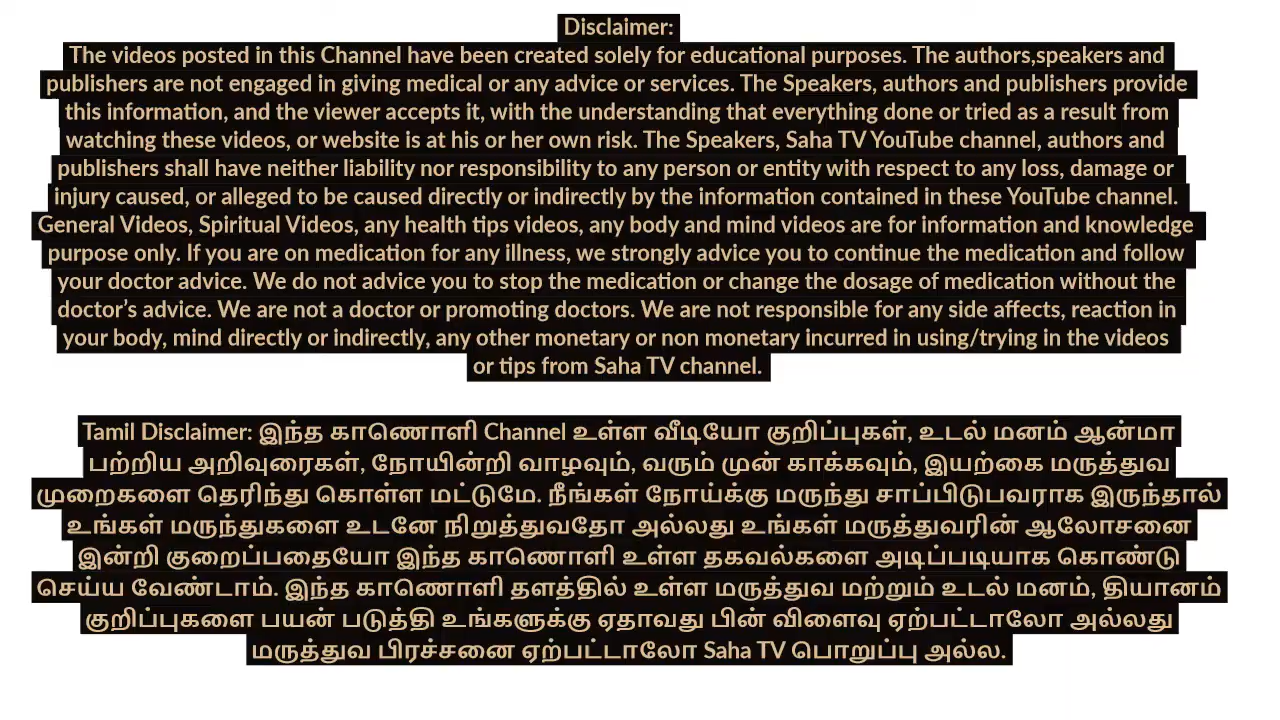 Disclaimer:
The videos posted in this Channel have been created solely for educational purposes. The authors,speakers and
publishers are not engaged in giving medical or any advice or services. The Speakers, authors and publishers provide
this information, and the viewer accepts it, with the understanding that everything done or tried as a result from
watching these videos, or website is at his or her own risk. The Speakers, Saha TV YouTube channel, authors and
publishers shall have neither liability nor responsibility to any person or entity with respect to any loss, damage or
injury caused, or alleged to be caused directly or indirectly by the information contained in these YouTube channel.
General Videos, Spiritual Videos, any health tips videos, any body and mind videos are for information and knowledge
purpose only. If you are on medication for any illness, we strongly advice you to continue the medication and follow
your doctor advice. We do not advice you to stop the medication or change the dosage of medication without the
doctor’s advice. We are not a doctor or promoting doctors. We are not responsible for any side affects, reaction in
your body, mind directly or indirectly, any other monetary or non monetary incurred in using/trying in the videos
or tips from Saha TV channel.
Tamil Disclaimer: இந்த காணொளி Channel உள்ள வீடியோ குறிப்புகள், உடல் மனம் ஆன்மா
பற்றிய அறிவுரைகள், நோயின்றி வாழவும், வரும் முன் காக்கவும், இயற்கை மருத்துவ
முறைகளை தெரிந்து கொள்ள மட்டுமே. நீங்கள் நோய்க்கு மருந்து சாப்பிடுபவராக இருந்தால்
உங்கள் மருந்துகளை உடனே நிறுத்துவதோ அல்லது உங்கள் மருத்துவரின் ஆலோசனை
இன்றி குறைப்பதையோ இந்த காணொளி உள்ள தகவல்களை அடிப்படியாக கொண்டு
செய்ய வேண்டாம். இந்த காணொளி தளத்தில் உள்ள மருத்துவ மற்றும் உடல் மனம், தியானம்
குறிப்புகளை பயன் படுத்தி உங்களுக்கு ஏதாவது பின் விளைவு ஏற்பட்டாலோ அல்லது
மருத்துவ பிரச்சனை ஏற்பட்டாலோ Saha TV பொறுப்பு அல்ல.